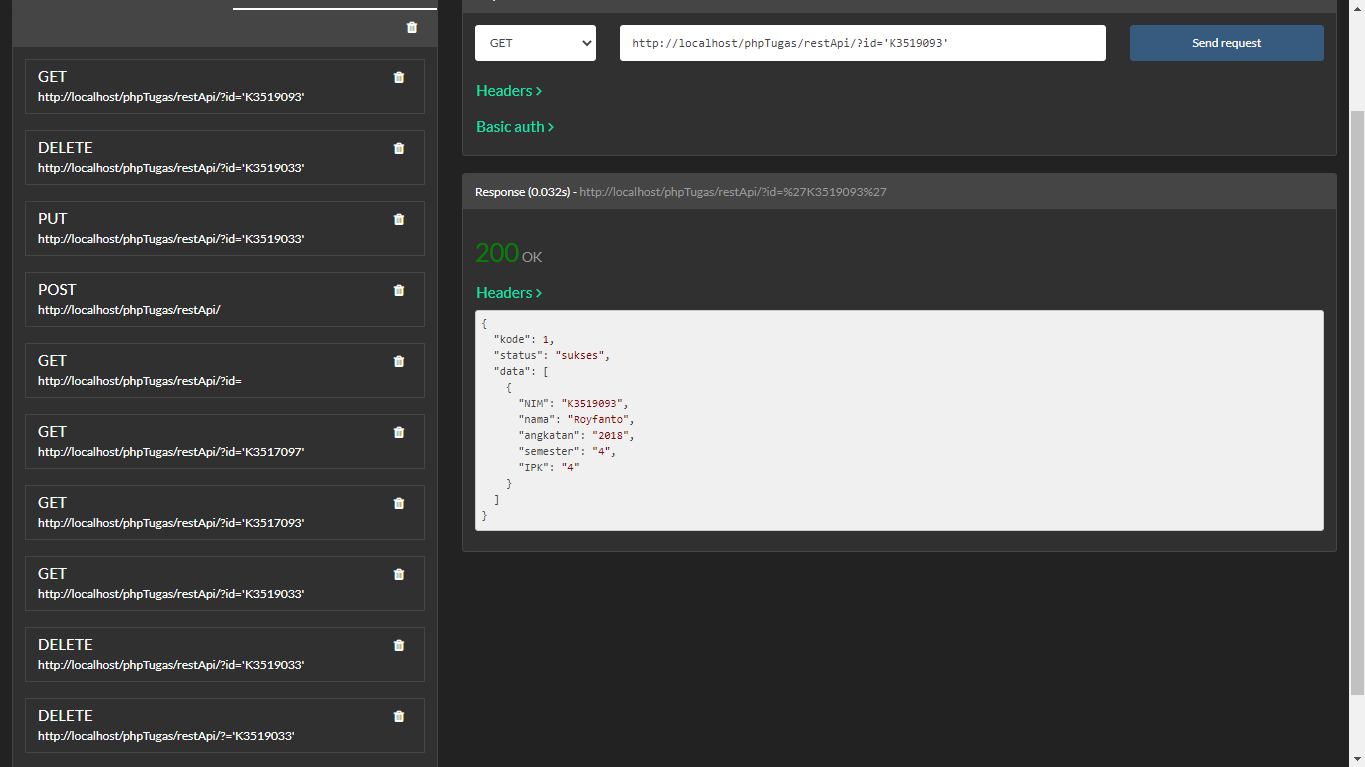 GET
http://localhost/phpTugas/restApi/?id='K3519093'
DELETE
http://localhost/phpTugas/restApi/?id='K3519033'
PUT
http://localhost/phpTugas/restApi/?id='K3519033'
POST
http://localhost/phpTugas/restApi/
GET
http://localhost/phpTugas/restApi/?id=
GET
http://localhost/phpTugas/restApi/?id='K3517097'
GET
http://localhost/phpTugas/restApi/?id='K3517093'
GET
http://localhost/phpTugas/restApi/?id='K3519033'
DELETE
http://localhost/phpTugas/restApi/?id='K3519033'
DELETE
http://localhost/phpTugas/restApi/?='K3519033'
GET http://localhost/phpTugas/restApi/?id='K3519093' Send request
Headers >
Basic auth >
Response (0.032s) - http://localhost/phpTugas/restApi/?id=%27K3519093%27
200 OK
Headers >
{
"kode": 1,
"status": "sukses",
"data": [
{
"NIM": "K3519093",
"nama": "Royfanto",
"angkatan": "2018",
"semester": "4",
"IPK": "4"
}
]
}